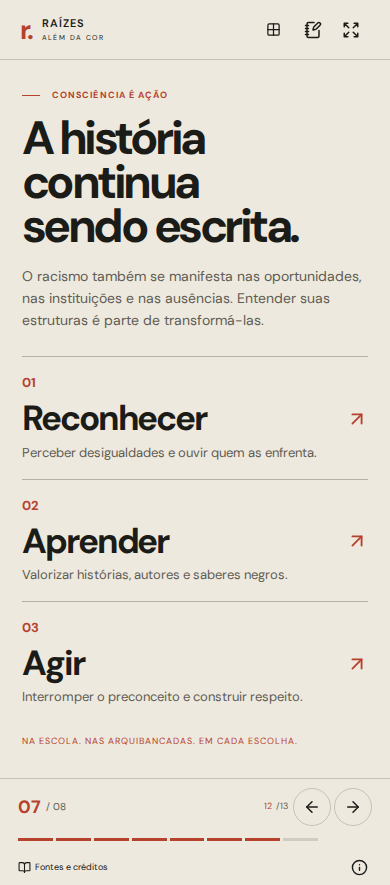 r. RAÍZES
ALÉM DA COR
CONSCIÊNCIA É AÇÃO
A história
continua
sendo escrita.
O racismo também se manifesta nas oportunidades,
nas instituições e nas ausências. Entender suas
estruturas é parte de transformá-las.
01
Reconhecer
Perceber desigualdades e ouvir quem as enfrenta.
02
Aprender
Valorizar histórias, autores e saberes negros.
03
Agir
Interromper o preconceito e construir respeito.
NA ESCOLA. NAS ARQUIBANCADAS. EM CADA ESCOLHA.
07 / 08
12 /13
Fontes e créditos